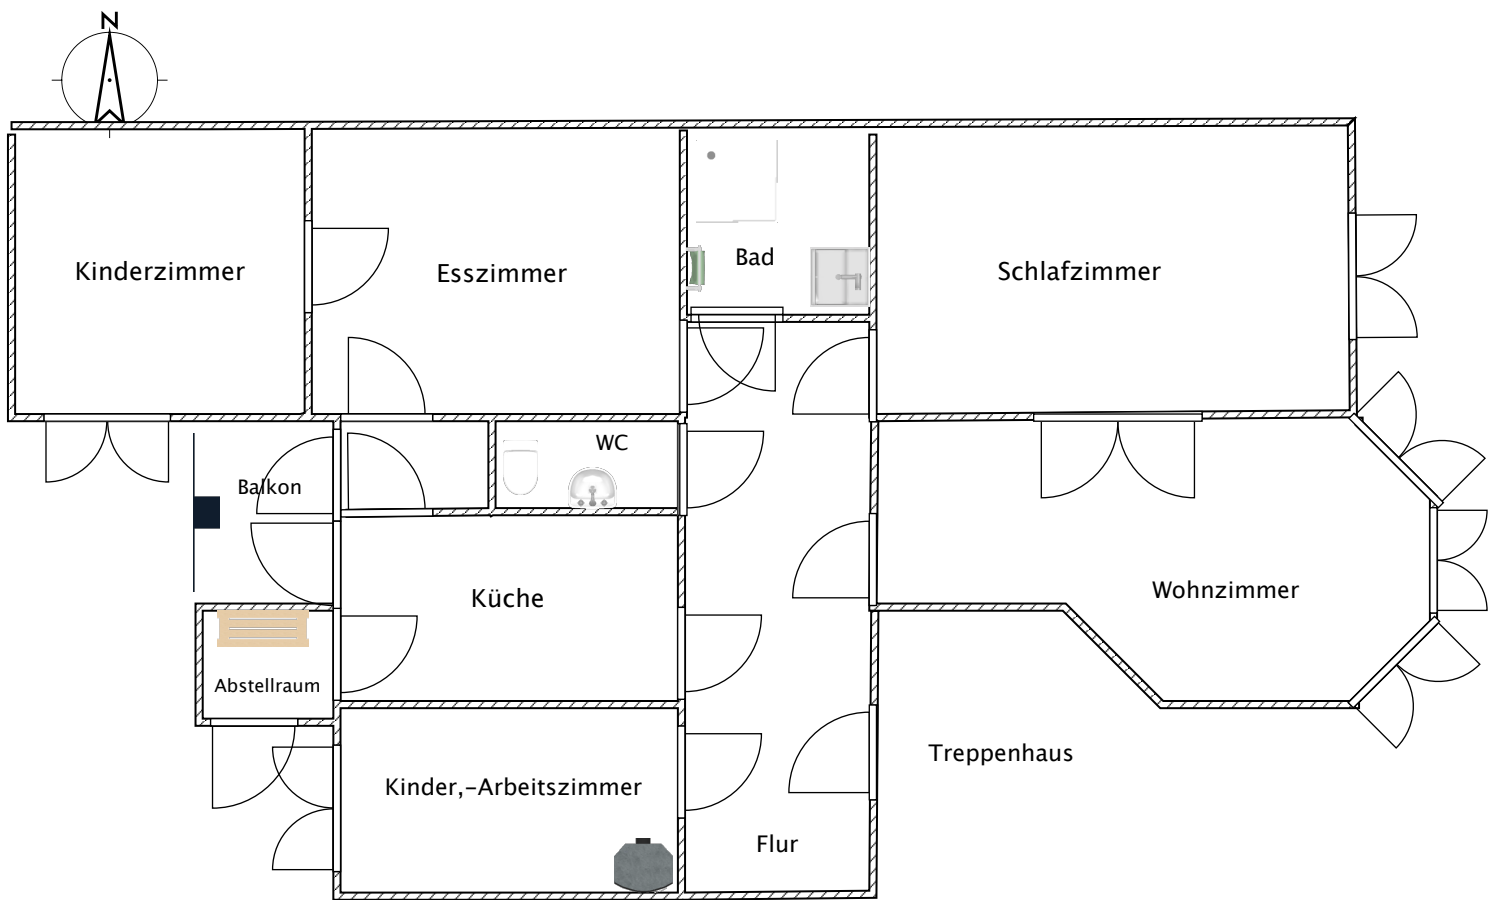 N
Kinderzimmer
Esszimmer
Bad
Schlafzimmer
WC
Balkon
Küche
Wohnzimmer
Abstellraum
Treppenhaus
Kinder,-Arbeitszimmer
Flur